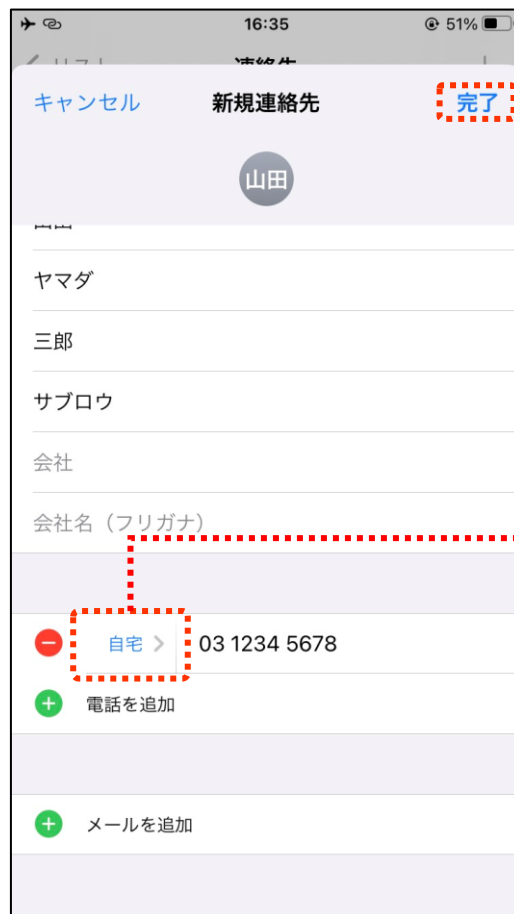 16:35
51%
キャンセル
新規連絡先
完了
山田
ヤマダ
三郎
サブロウ
会社
会社名（フリガナ）
自宅
03 1234 5678
電話を追加
メールを追加